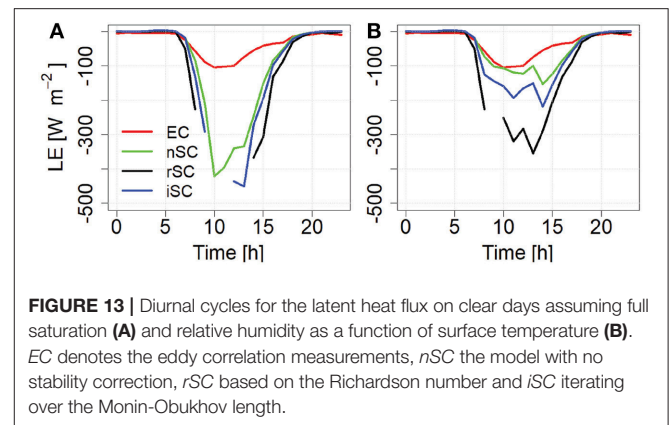 A
B
LE [W m-2]
-100
-300
-500
EC
nSC
rSC
iSC
0 5 10 15 20
Time [h]
-100
-300
-500
0 5 10 15 20
Time [h]
FIGURE 13 | Diurnal cycles for the latent heat flux on clear days assuming full
saturation (A) and relative humidity as a function of surface temperature (B).
EC denotes the eddy correlation measurements, nSC the model with no
stability correction, rSC based on the Richardson number and iSC iterating
over the Monin-Obukhov length.